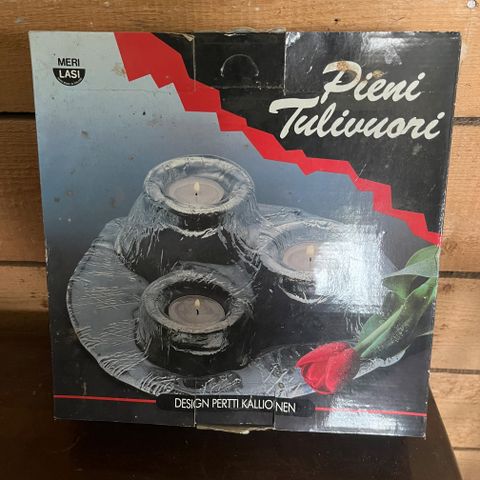 MERI
LASI
Pieni
Tulivuori
DESIGN PERTTI KALLIONEN